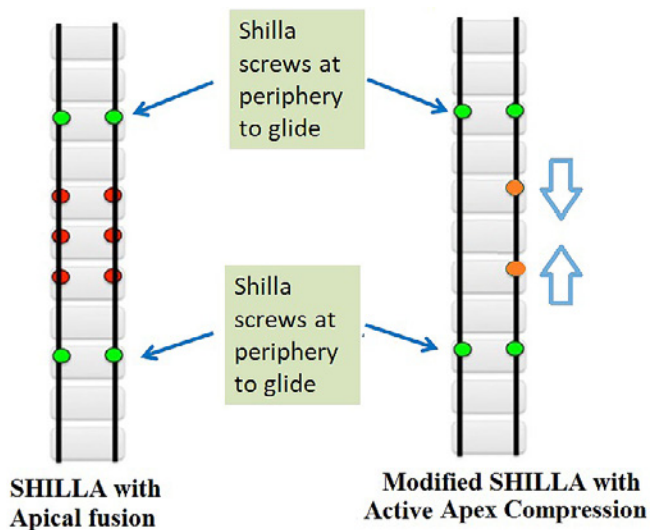 Shilla
screws at
periphery
to glide
Shilla
screws at
periphery
to glide
SHILLA with
Apical fusion
Modified SHILLA with
Active Apex Compression